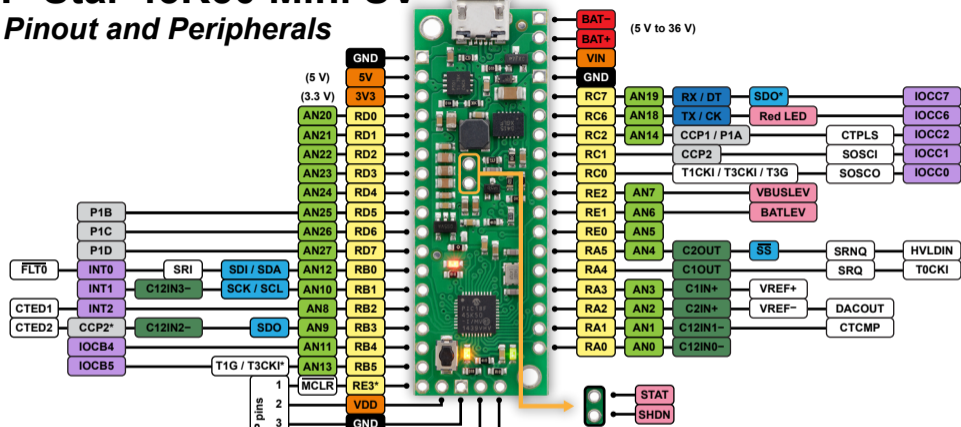 P-Star 45K50 Mini SV
Pinout and Peripherals
BAT−
BAT+
(5 V to 36 V)
VIN
GND
GND
(5 V) 5V
(3.3 V) 3V3
AN20 RD0
AN21 RD1
AN22 RD2
AN23 RD3
AN24 RD4
P1B AN25 RD5
P1C AN26 RD6
P1D AN27 RD7
FLT0 INT0 SRI SDI / SDA AN12 RB0
INT1 C12IN3− SCK / SCL AN10 RB1
CTED1 INT2 AN8 RB2
CTED2 CCP2* C12IN2− SDO AN9 RB3
IOCB4 AN11 RB4
IOCB5 T1G / T3CKI* AN13 RB5
1 MCLR RE3*
2 VDD
3 GND
P pins
RC7 AN19 RX / DT SDO* IOCC7
RC6 AN18 TX / CK Red LED IOCC6
RC2 AN14 CCP1 / P1A CTPLS IOCC2
RC1 CCP2 SOSCI IOCC1
RC0 T1CKI / T3CKI / T3G SOSCO IOCC0
RE2 AN7 VBUSLEV
RE1 AN6 BATLEV
RE0 AN5
RA5 AN4 C2OUT SS SRNQ HVLDIN
RA4 C1OUT SRQ T0CKI
RA3 AN3 C1IN+ VREF+
RA2 AN2 C2IN+ VREF− DACOUT
RA1 AN1 C12IN1− CTCMP
RA0 AN0 C12IN0−
STAT
SHDN